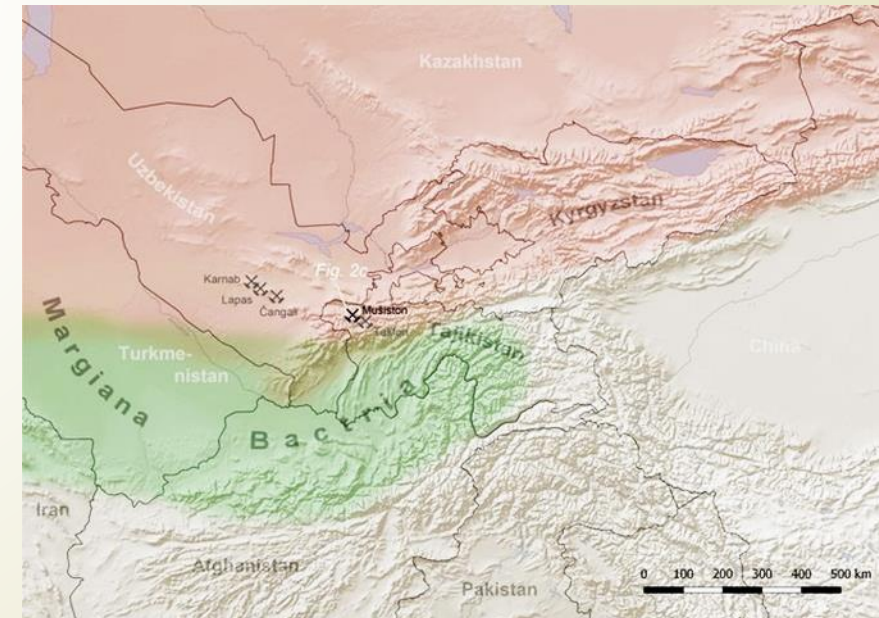 Kazakhstan
Uzbekistan
Kyrgyzstan
Fig. 2c
Karnab
Lapas
Čangali
Mušiston
Takfon
Tajikistan
China
Margiana
Turkme-
nistan
Bactria
Iran
Afghanistan
Pakistan
0 100 200 300 400 500 km